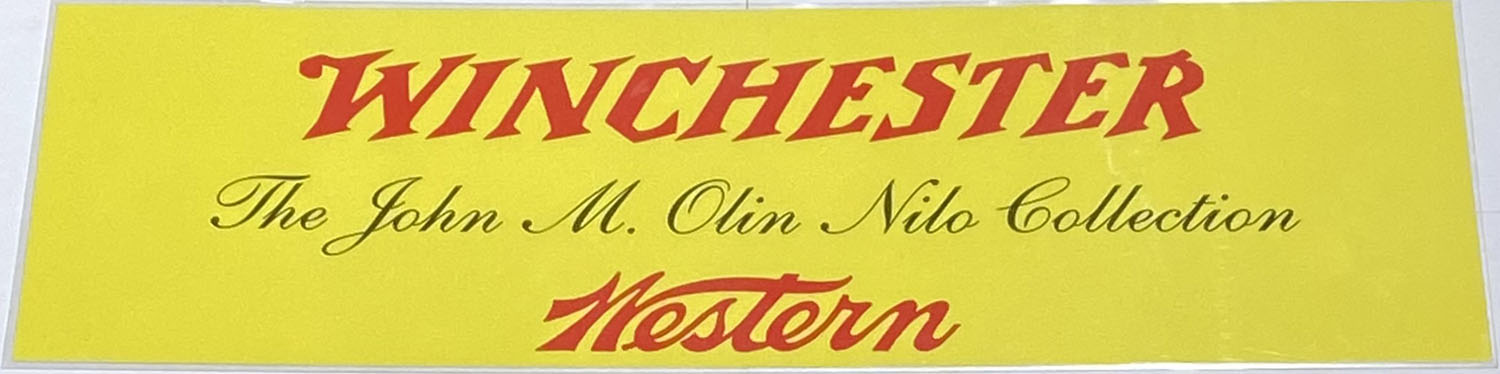 WINCHESTER
The John M. Olin Nilo Collection
Western